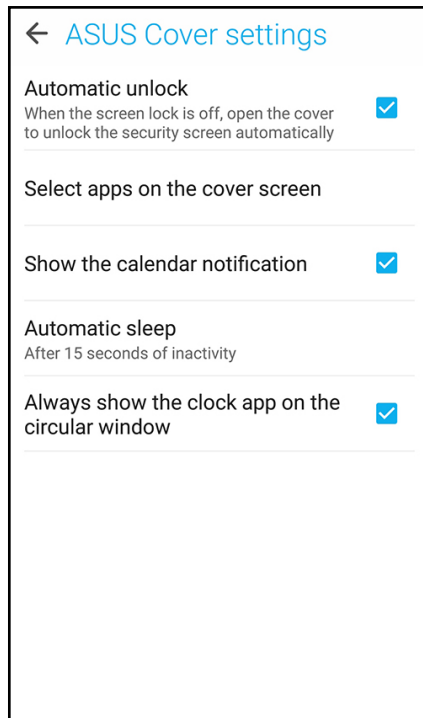 ASUS Cover settings
Automatic unlock
When the screen lock is off, open the cover
to unlock the security screen automatically
Select apps on the cover screen
Show the calendar notification
Automatic sleep
After 15 seconds of inactivity
Always show the clock app on the
circular window